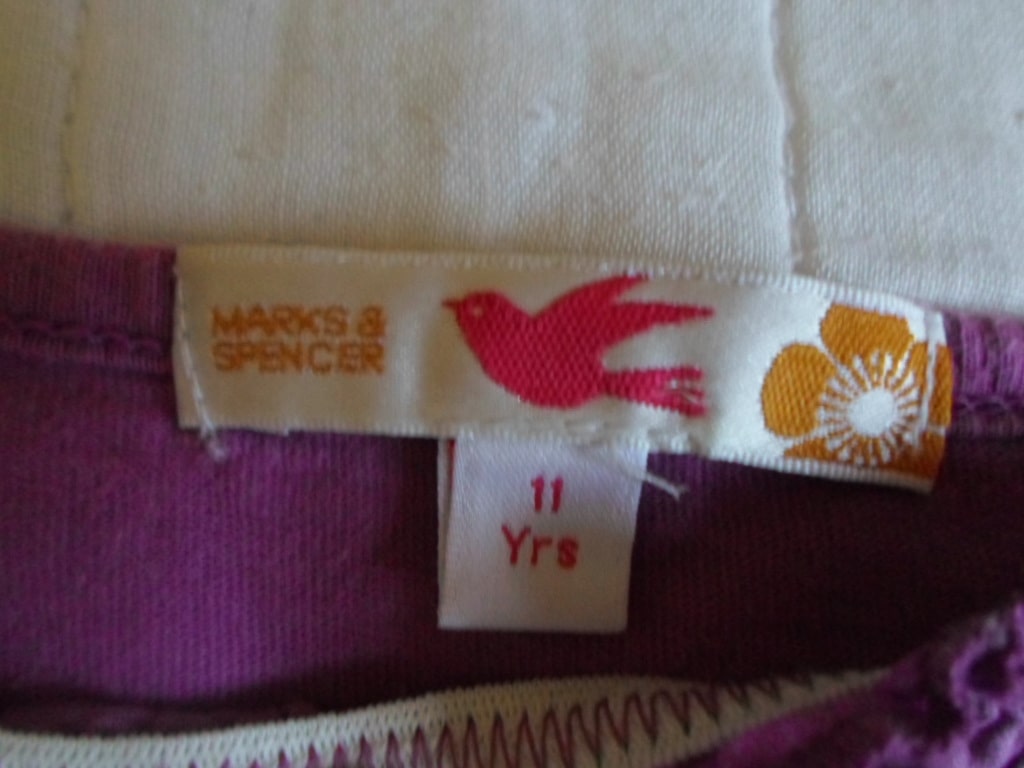 MARKS &
SPENCER
11
Yrs